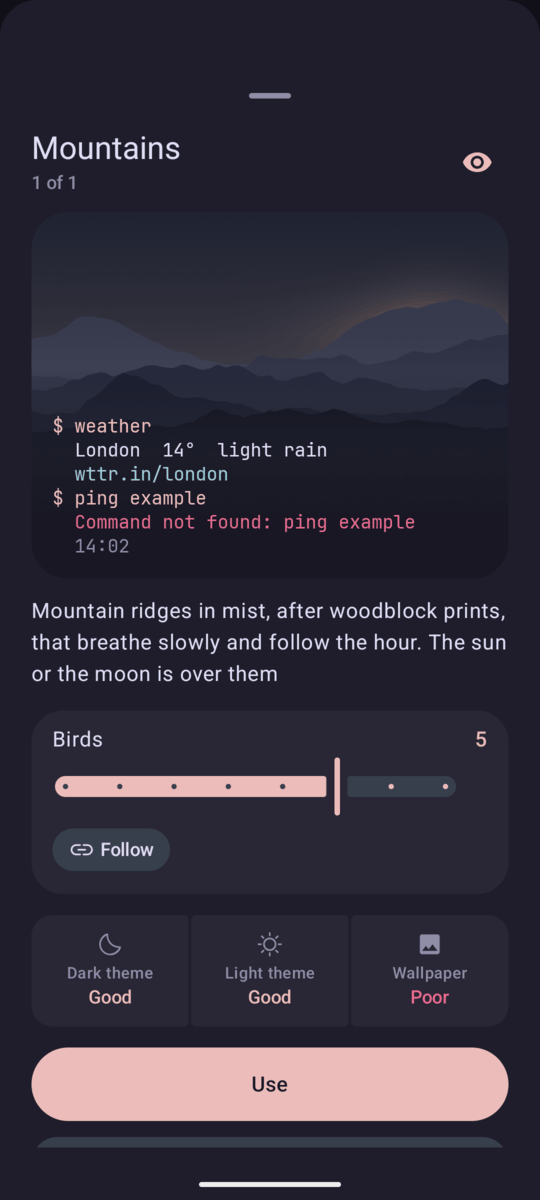 Mountains
1 of 1
$ weather
London 14° light rain
wttr.in/london
$ ping example
Command not found: ping example
14:02
Mountain ridges in mist, after woodblock prints,
that breathe slowly and follow the hour. The sun
or the moon is over them
Birds 5
Follow
Dark theme Light theme Wallpaper
Good Good Poor
Use